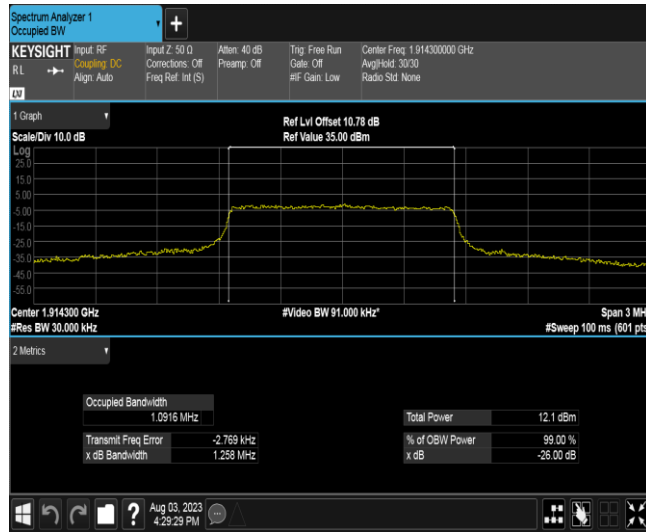 Spectrum Analyzer 1
Occupied BW
+
KEYSIGHT Input: RF Input Z: 50 Ω Atten: 40 dB Trig: Free Run Center Freq: 1.914300000 GHz
RL Coupling: DC Corrections: Off Preamp: Off Gate: Off Avg|Hold: 30/30
Align: Auto Freq Ref: Int (S) #IF Gain: Low Radio Std: None
LXI
1 Graph
Ref Lvl Offset 10.78 dB
Scale/Div 10.0 dB Ref Value 35.00 dBm
Log
25.0
15.0
5.00
-5.00
-15.0
-25.0
-35.0
-45.0
-55.0
Center 1.914300 GHz #Video BW 91.000 kHz* Span 3 MH
#Res BW 30.000 kHz #Sweep 100 ms (601 pts
2 Metrics
Occupied Bandwidth
1.0916 MHz Total Power 12.1 dBm
Transmit Freq Error -2.769 kHz % of OBW Power 99.00 %
x dB Bandwidth 1.258 MHz x dB -26.00 dB
?
Aug 03, 2023
4:29:29 PM